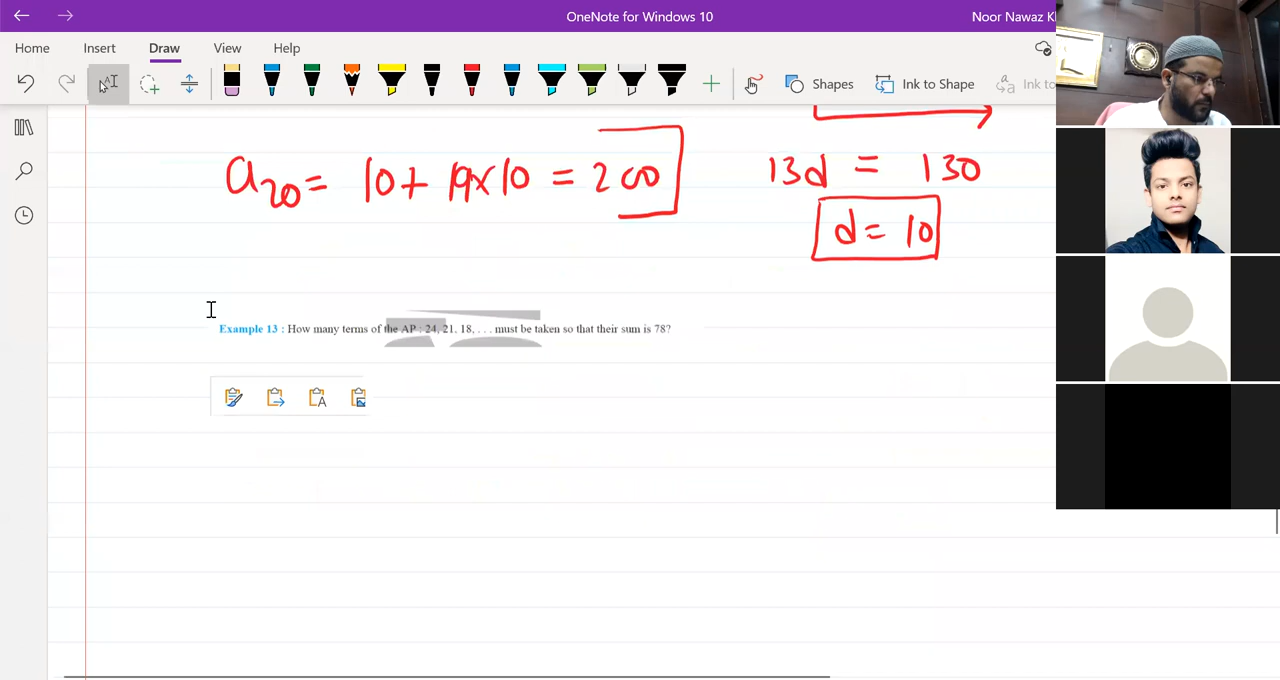 OneNote for Windows 10
Noor Nawaz K
Home Insert Draw View Help
Shapes Ink to Shape Ink to
a20 = 10 + 19 x 10 = 200
13d = 130
d = 10
Example 13 : How many terms of the AP : 24, 21, 18, . . . must be taken so that their sum is 78?